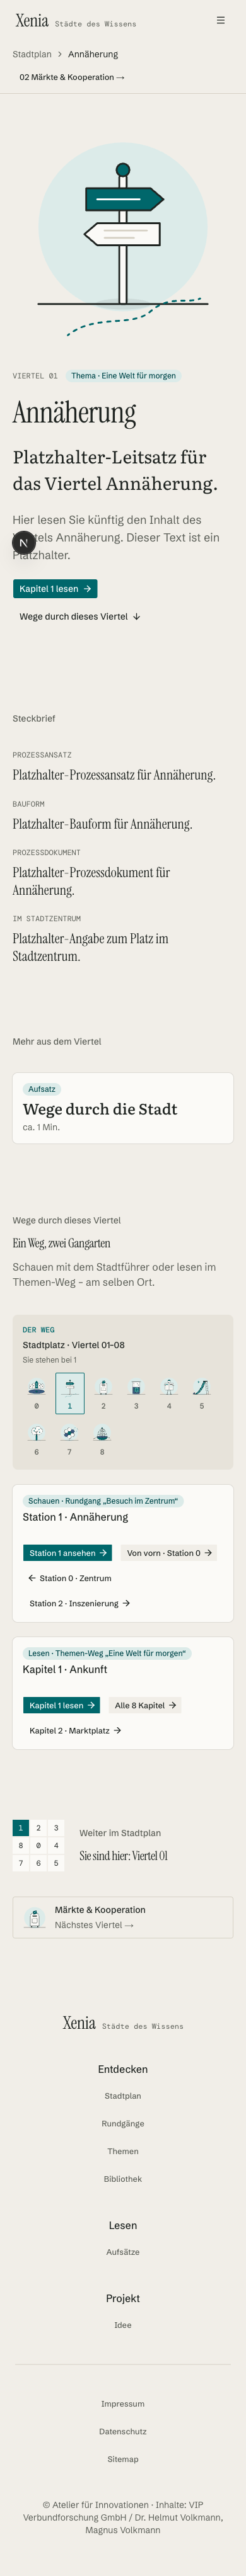 Xenia Städte des Wissens
Stadtplan > Annäherung
02 Märkte & Kooperation →
VIERTEL 01 Thema · Eine Welt für morgen
Annäherung
Platzhalter-Leitsatz für
das Viertel Annäherung.
Hier lesen Sie künftig den Inhalt des
Viertels Annäherung. Dieser Text ist ein
Platzhalter.
N
Kapitel 1 lesen →
Wege durch dieses Viertel ↓
Steckbrief
PROZESSANSATZ
Platzhalter-Prozessansatz für Annäherung.
BAUFORM
Platzhalter-Bauform für Annäherung.
PROZESSDOKUMENT
Platzhalter-Prozessdokument für
Annäherung.
IM STADTZENTRUM
Platzhalter-Angabe zum Platz im
Stadtzentrum.
Mehr aus dem Viertel
Aufsatz
Wege durch die Stadt
ca. 1 Min.
Wege durch dieses Viertel
Ein Weg, zwei Gangarten
Schauen mit dem Stadtführer oder lesen im
Themen-Weg – am selben Ort.
DER WEG
Stadtplatz · Viertel 01–08
Sie stehen bei 1
0 1 2 3 4 5
6 7 8
Schauen · Rundgang „Besuch im Zentrum“
Station 1 · Annäherung
Station 1 ansehen → Von vorn · Station 0 →
← Station 0 · Zentrum
Station 2 · Inszenierung →
Lesen · Themen-Weg „Eine Welt für morgen“
Kapitel 1 · Ankunft
Kapitel 1 lesen → Alle 8 Kapitel →
Kapitel 2 · Marktplatz →
1 2 3
8 0 4
7 6 5
Weiter im Stadtplan
Sie sind hier: Viertel 01
Märkte & Kooperation
Nächstes Viertel →
Xenia Städte des Wissens
Entdecken
Stadtplan
Rundgänge
Themen
Bibliothek
Lesen
Aufsätze
Projekt
Idee
Impressum
Datenschutz
Sitemap
© Atelier für Innovationen · Inhalte: VIP
Verbundforschung GmbH / Dr. Helmut Volkmann,
Magnus Volkmann